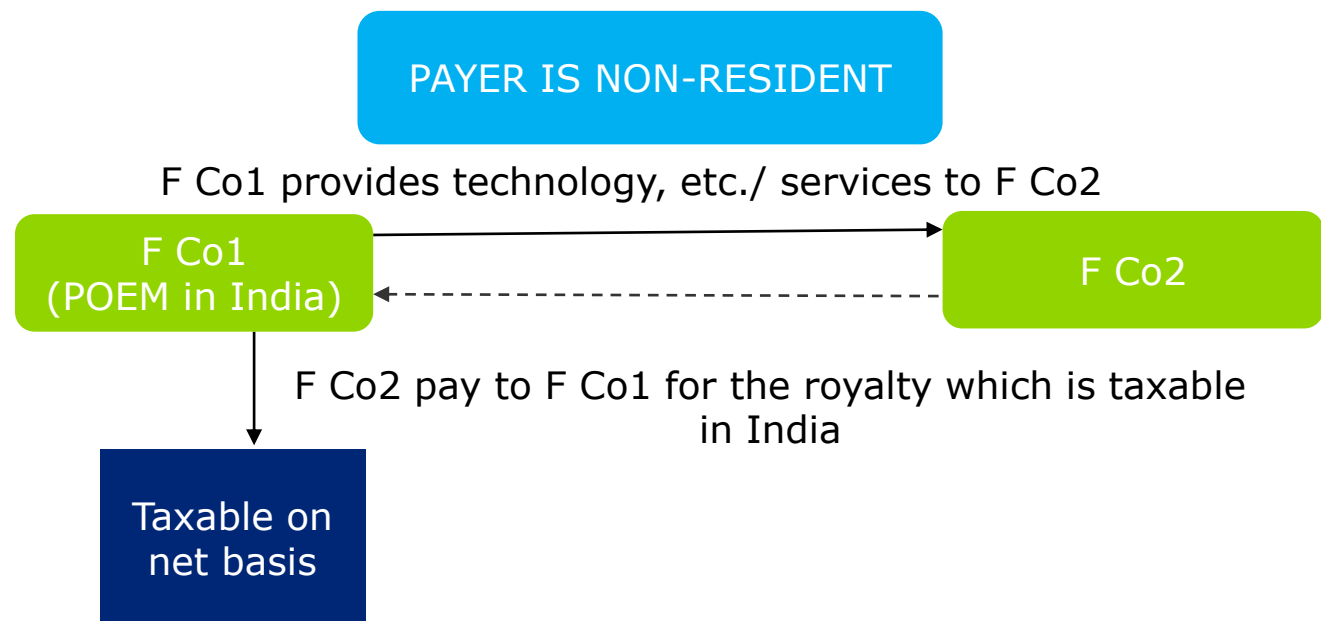 PAYER IS NON-RESIDENT
F Co1 provides technology, etc./ services to F Co2
F Co1
(POEM in India)
F Co2
F Co2 pay to F Co1 for the royalty which is taxable
in India
Taxable on
net basis